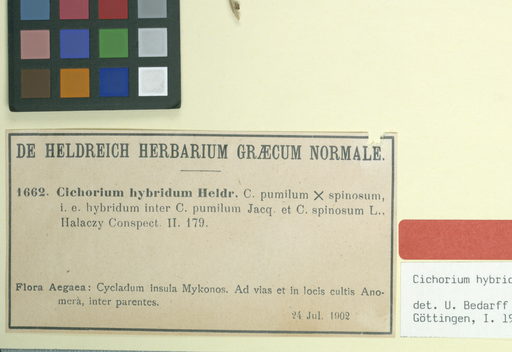 DE HELDREICH HERBARIUM GRÆCUM NORMALE.
1662. Cichorium hybridum Heldr. C. pumilum × spinosum,
i. e. hybridum inter C. pumilum Jacq. et C. spinosum L..
Halaczy Conspect. II. 179.
Flora Aegaea: Cycladum insula Mykonos. Ad vias et in locis cultis Ano-
merà, inter parentes.
24 Jul. 1902
Cichorium hybrid
det. U. Bedarff
Göttingen, I. 19